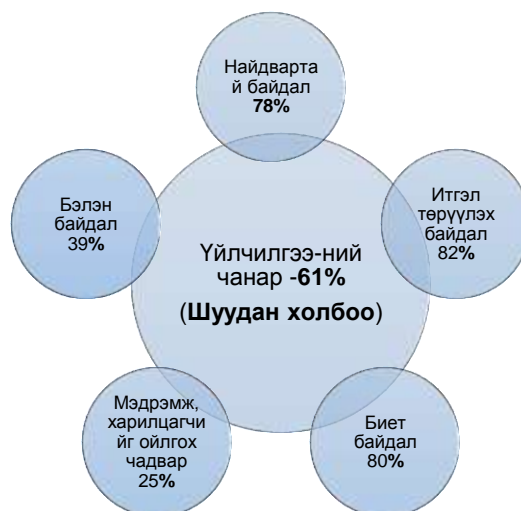 Найдварта
й байдал
78%
Бэлэн
байдал
39%
Итгэл
төрүүлэх
байдал
82%
Үйлчилгээ-ний
чанар -61%
(Шуудан холбоо)
Мэдрэмж,
харилцагчи
йг ойлгох
чадвар
25%
Биет
байдал
80%